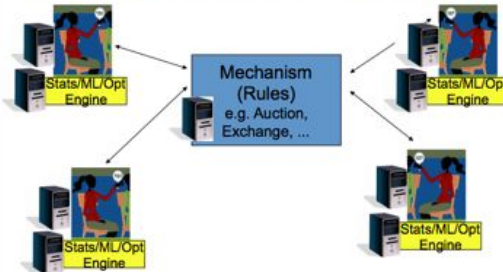 Stats/ML/Opt
Engine
Mechanism
(Rules)
e.g. Auction,
Exchange, ...
Stats/ML/Opt
Engine
Stats/ML/Opt
Engine
Stats/ML/Opt
Engine